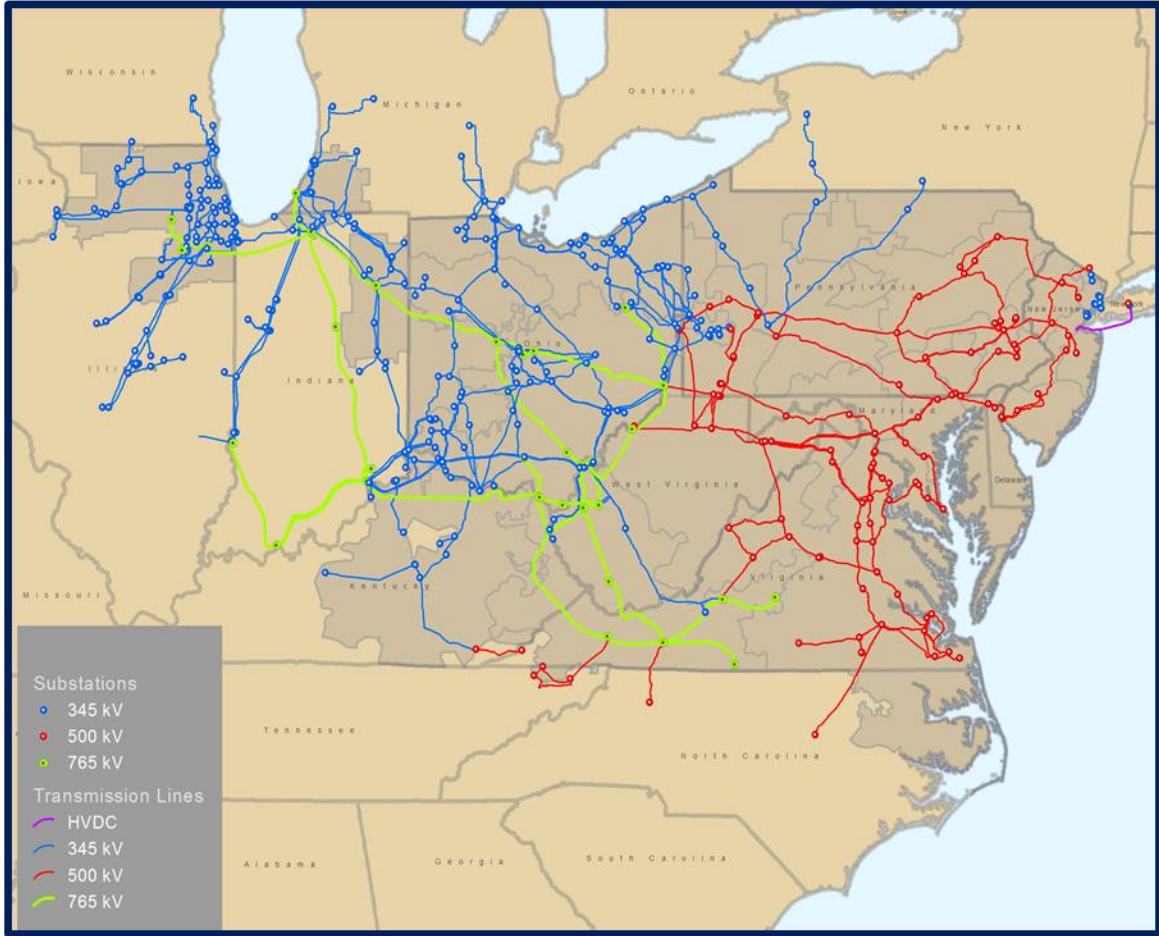 Wisconsin
Michigan
Ontario
New York
Iowa
Pennsylvania
New York
New Jerse
Ohio
Illi
Indiana
Maryland
West Virginia
Delaware
Virginia
Kentucky
Missouri
Tennessee
North Carolina
Alabama
Georgia
South Carolina
Substations
345 kV
500 kV
765 kV
Transmission Lines
HVDC
345 kV
500 kV
765 kV